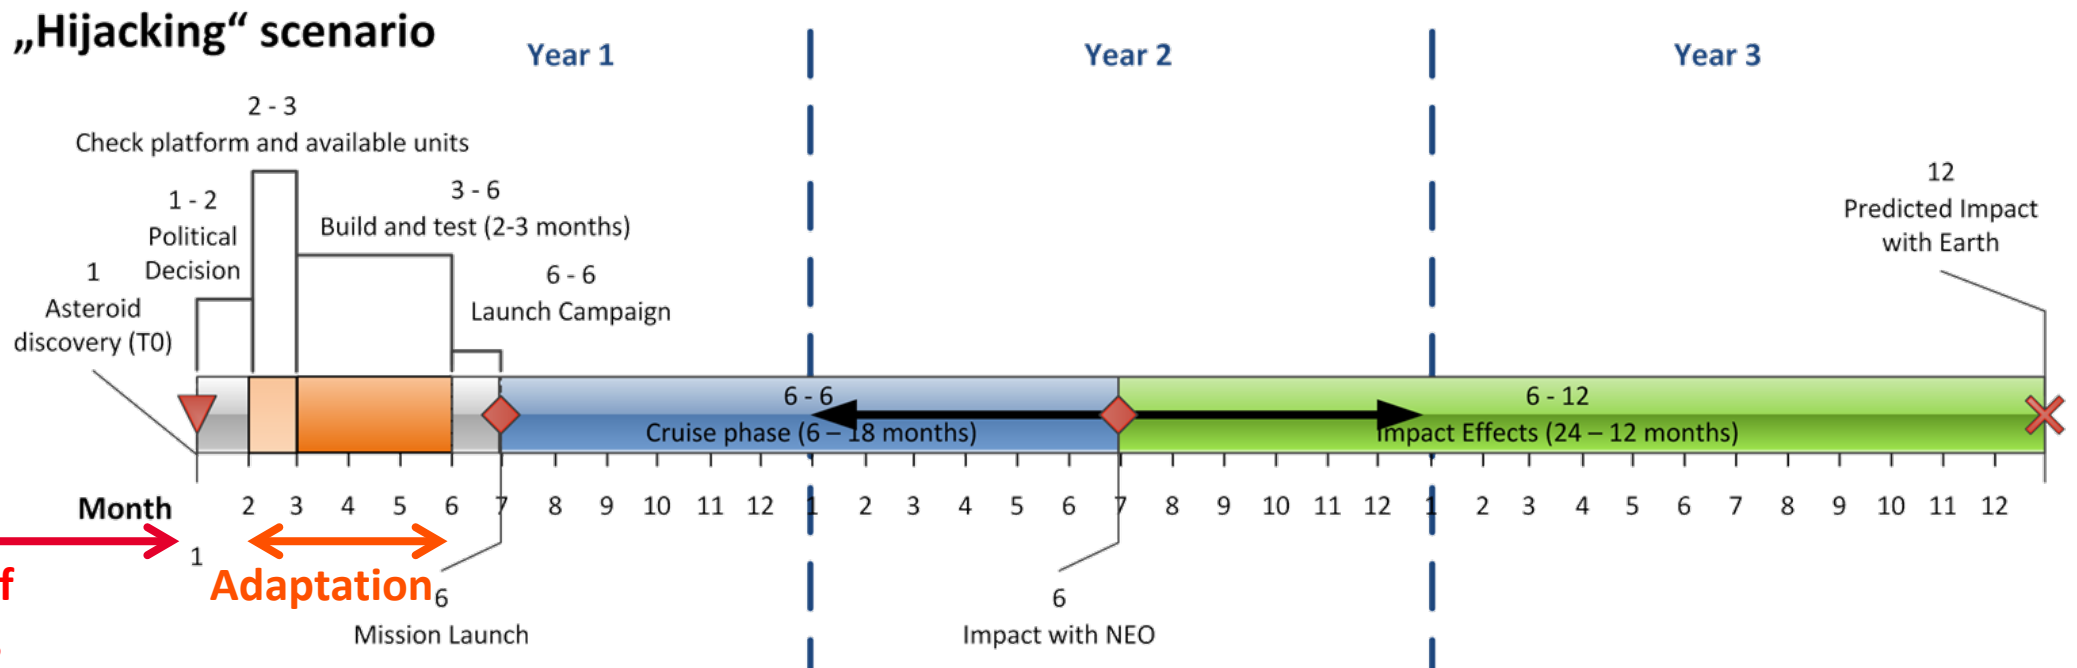 „Hijacking“ scenario
Year 1
Year 2
Year 3
2 - 3
Check platform and available units
1 - 2
Political
Decision
3 - 6
Build and test (2-3 months)
1
Asteroid
discovery (T0)
6 - 6
Launch Campaign
12
Predicted Impact
with Earth
6 - 6
Cruise phase (6 – 18 months)
6 - 12
Impact Effects (24 – 12 months)
Month
1
2 3 4 5 6 7 8 9 10 11 12 1 2 3 4 5 6 7 8 9 10 11 12 1 2 3 4 5 6 7 8 9 10 11 12
f
Adaptation
6
Mission Launch
6
Impact with NEO